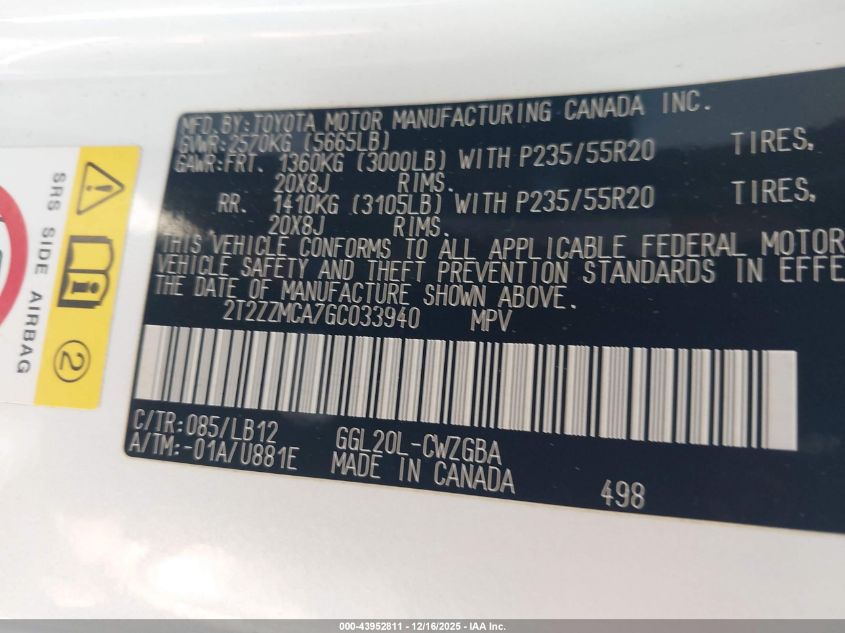 MFD. BY: TOYOTA MOTOR MANUFACTURING CANADA INC.
GVWR: 2570KG (5665LB)
GAWR: FRT. 1360KG (3000LB) WITH P235/55R20 TIRES,
20X8J RIMS.
RR. 1410KG (3105LB) WITH P235/55R20 TIRES,
20X8J RIMS.
THIS VEHICLE CONFORMS TO ALL APPLICABLE FEDERAL MOTOR
VEHICLE SAFETY AND THEFT PREVENTION STANDARDS IN EFFE
THE DATE OF MANUFACTURE SHOWN ABOVE.
2T2ZZMCA7GC033940 MPV
C/TR: 085/LB12 GGL20L-CWZGBA
A/TM: -01A/U881E MADE IN CANADA
498
SRS SIDE AIRBAG
2
000-43952811 - 12/16/2025 - IAA Inc.